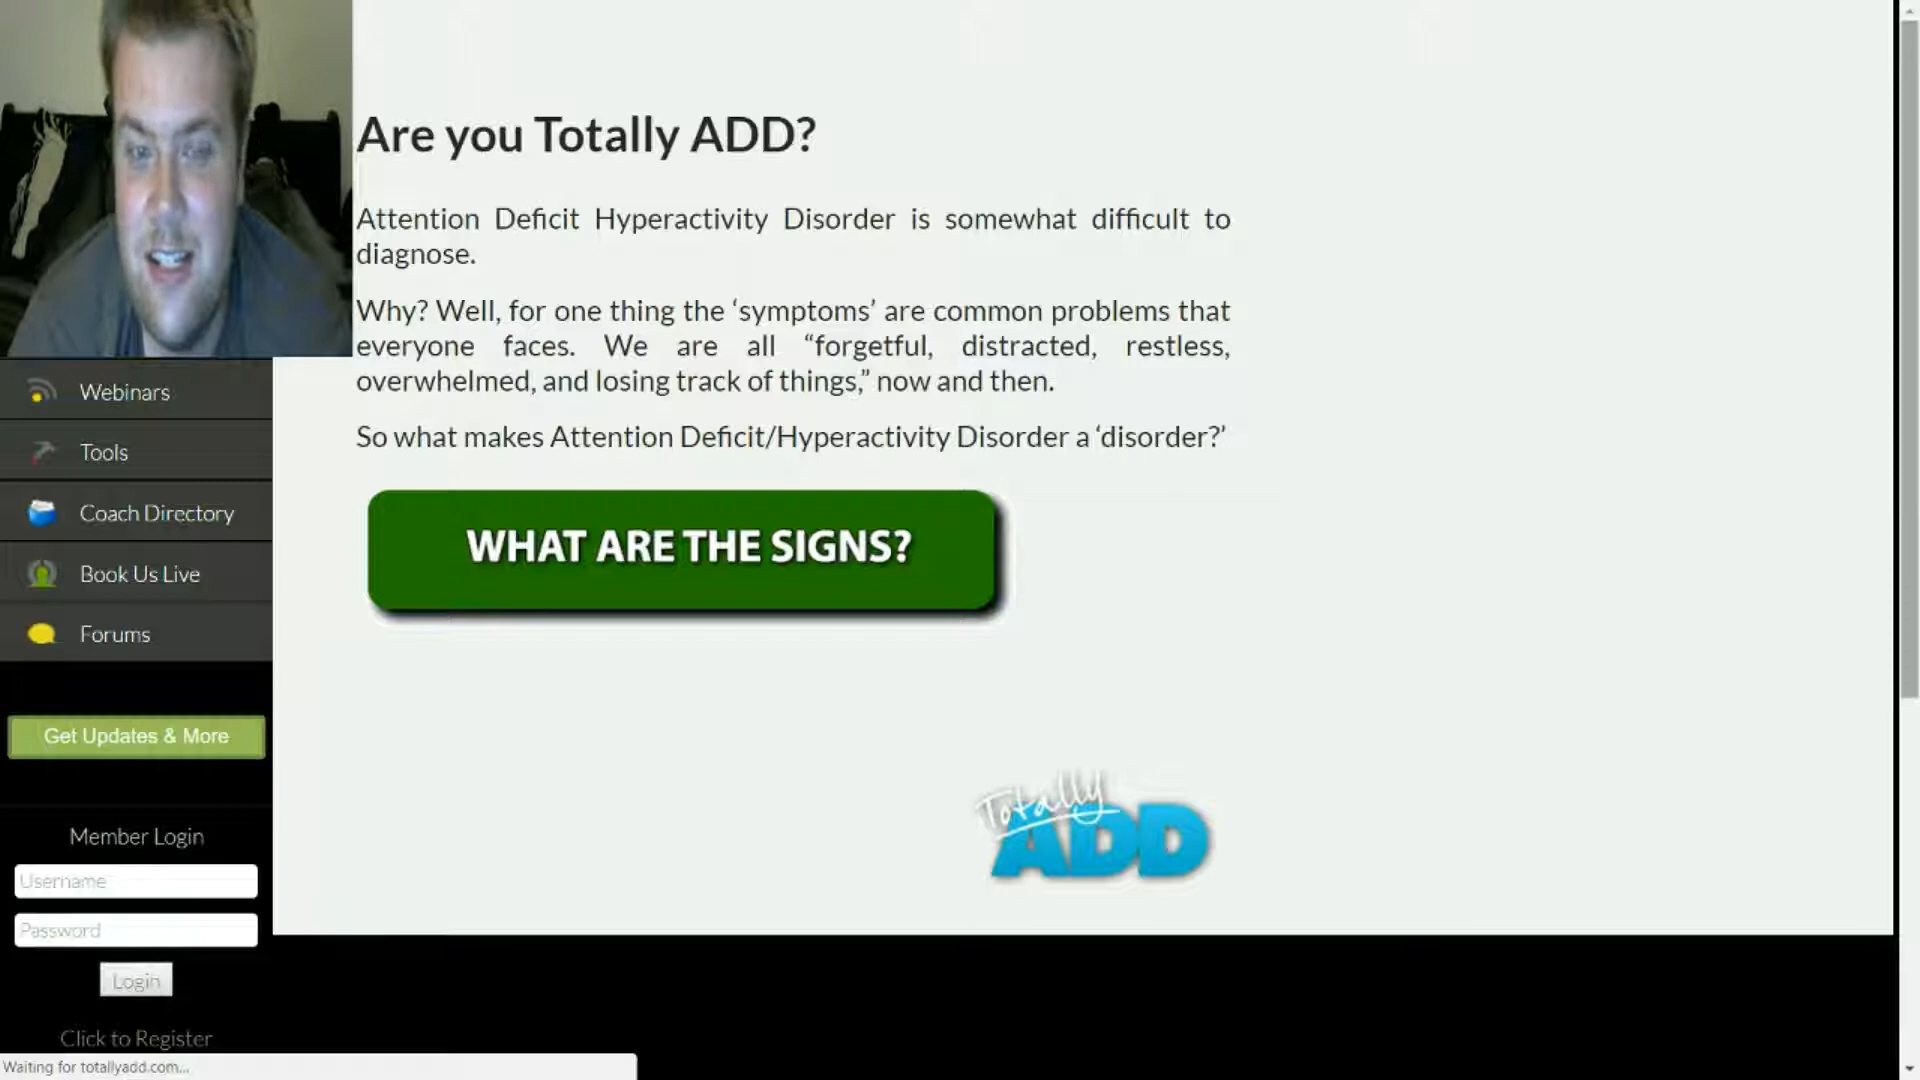 Are you Totally ADD?
Attention Deficit Hyperactivity Disorder is somewhat difficult to
diagnose.
Why? Well, for one thing the ‘symptoms’ are common problems that
everyone faces. We are all “forgetful, distracted, restless,
overwhelmed, and losing track of things,” now and then.
So what makes Attention Deficit/Hyperactivity Disorder a ‘disorder?’
WHAT ARE THE SIGNS?
Totally
ADD
Webinars
Tools
Coach Directory
Book Us Live
Forums
Get Updates & More
Member Login
Username
Password
Login
Click to Register
Waiting for totallyadd.com...